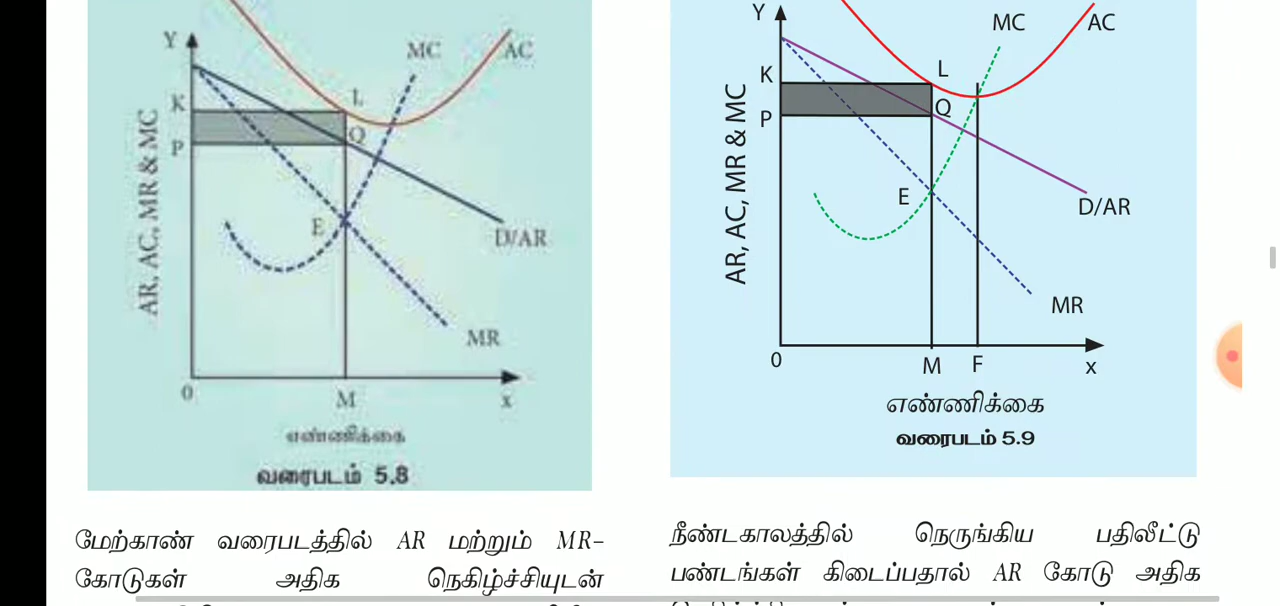 Y
MC
AC
K
L
P
Q
AR, AC, MR & MC
E
D/AR
MR
0
M
x
எண்ணிக்கை
வரைபடம் 5.8
மேற்காண் வரைபடத்தில் AR மற்றும் MR-
கோடுகள் அதிக நெகிழ்ச்சியுடன்
Y
MC
AC
K
L
P
Q
AR, AC, MR & MC
E
D/AR
MR
0
M
F
x
எண்ணிக்கை
வரைபடம் 5.9
நீண்டகாலத்தில் நெருங்கிய பதிலீட்டு
பண்டங்கள் கிடைப்பதால் AR கோடு அதிக